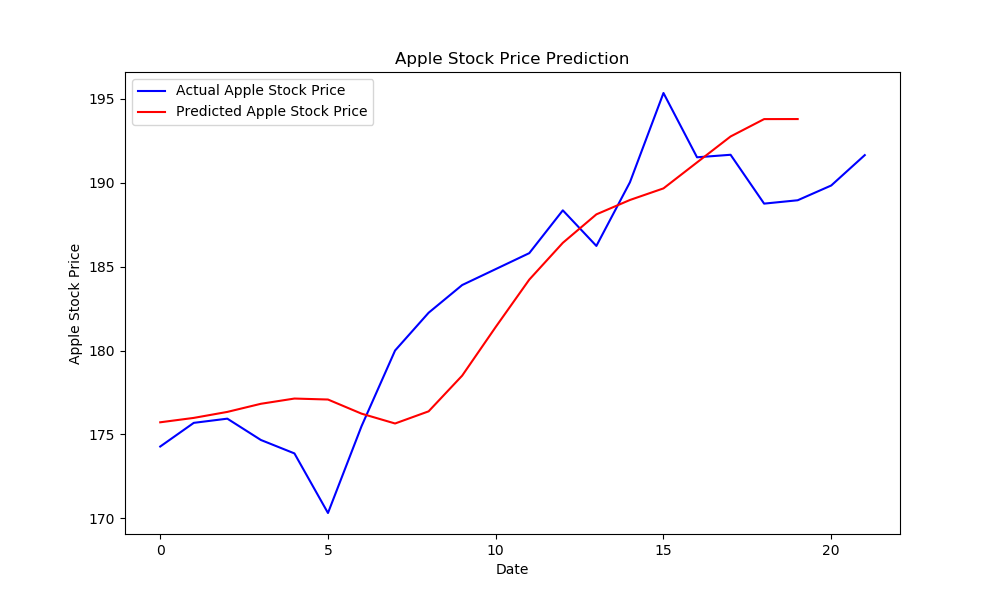 Apple Stock Price Prediction
Actual Apple Stock Price
Predicted Apple Stock Price
195
190
185
180
175
170
Apple Stock Price
0 5 10 15 20
Date